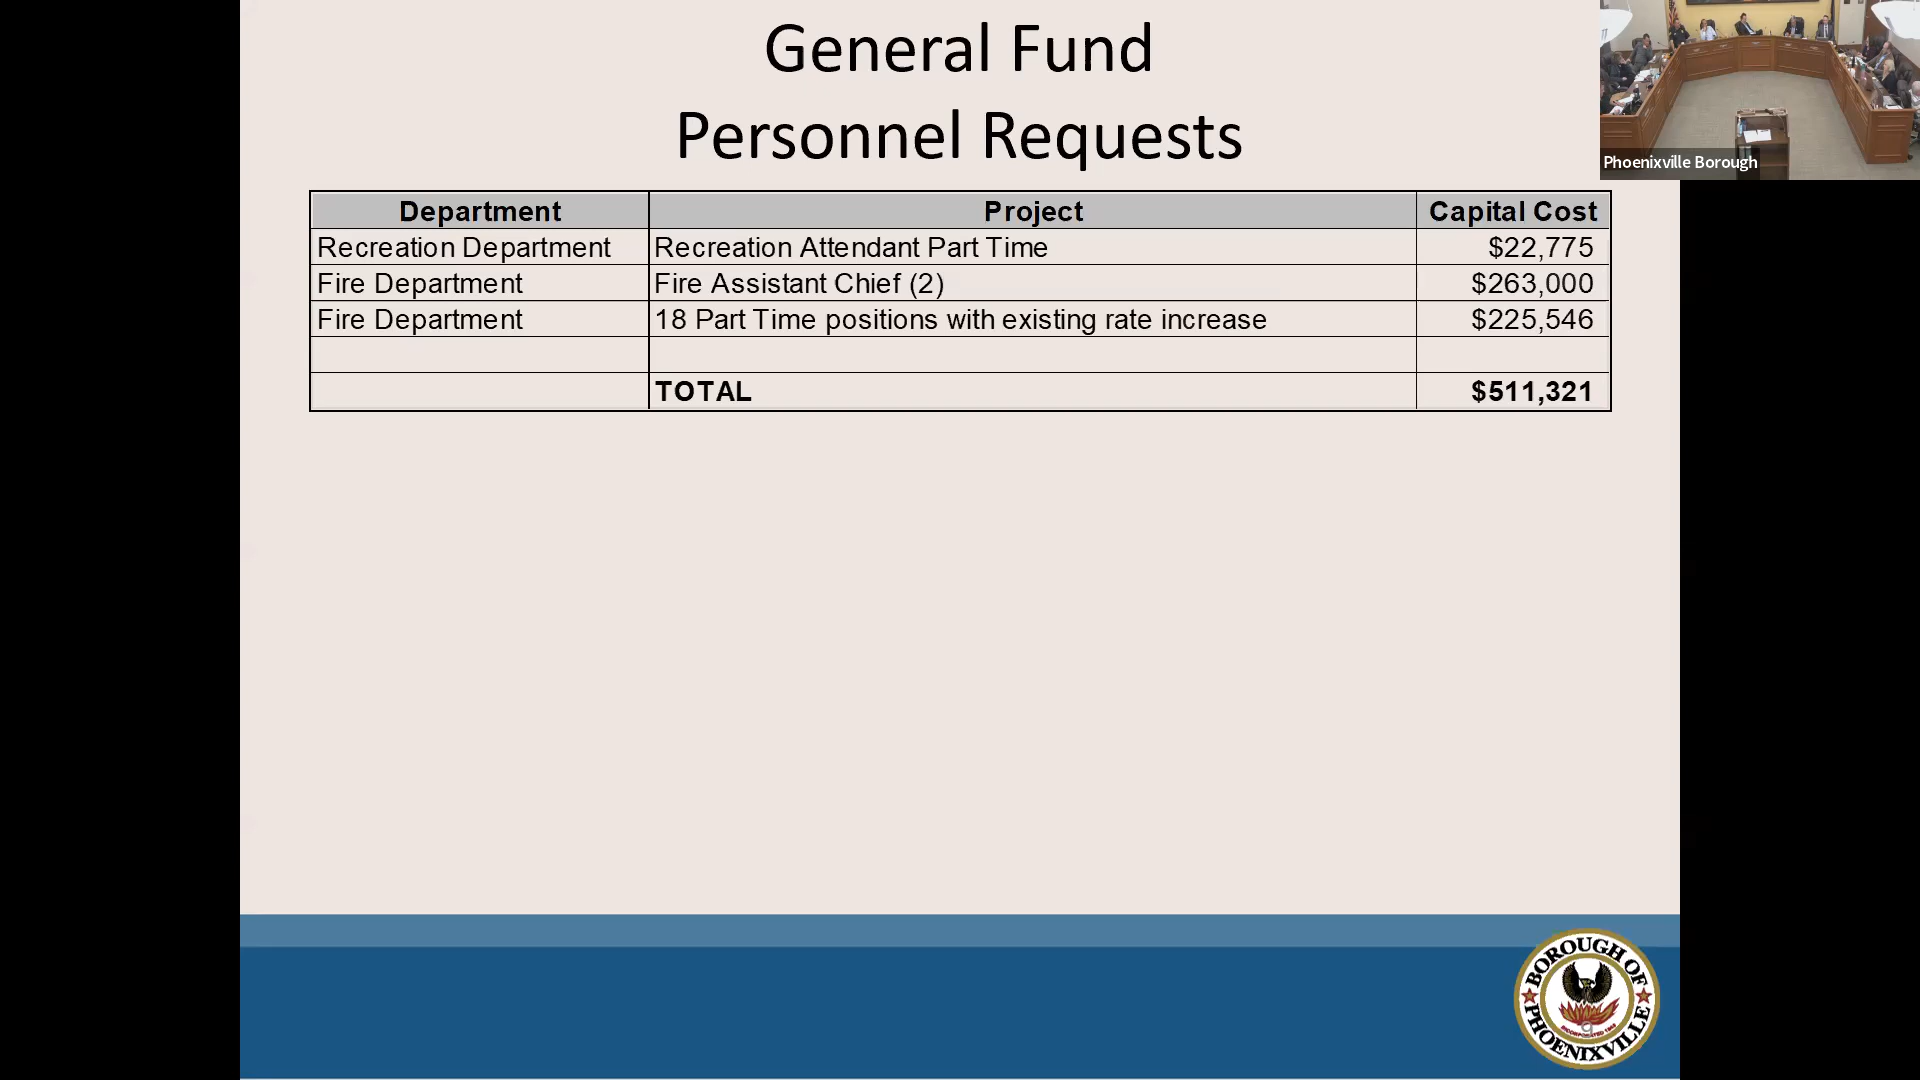 General Fund
Personnel Requests
Phoenixville Borough
Department Project Capital Cost
Recreation Department Recreation Attendant Part Time $22,775
Fire Department Fire Assistant Chief (2) $263,000
Fire Department 18 Part Time positions with existing rate increase $225,546
TOTAL $511,321
BOROUGH OF
PHOENIXVILLE
9